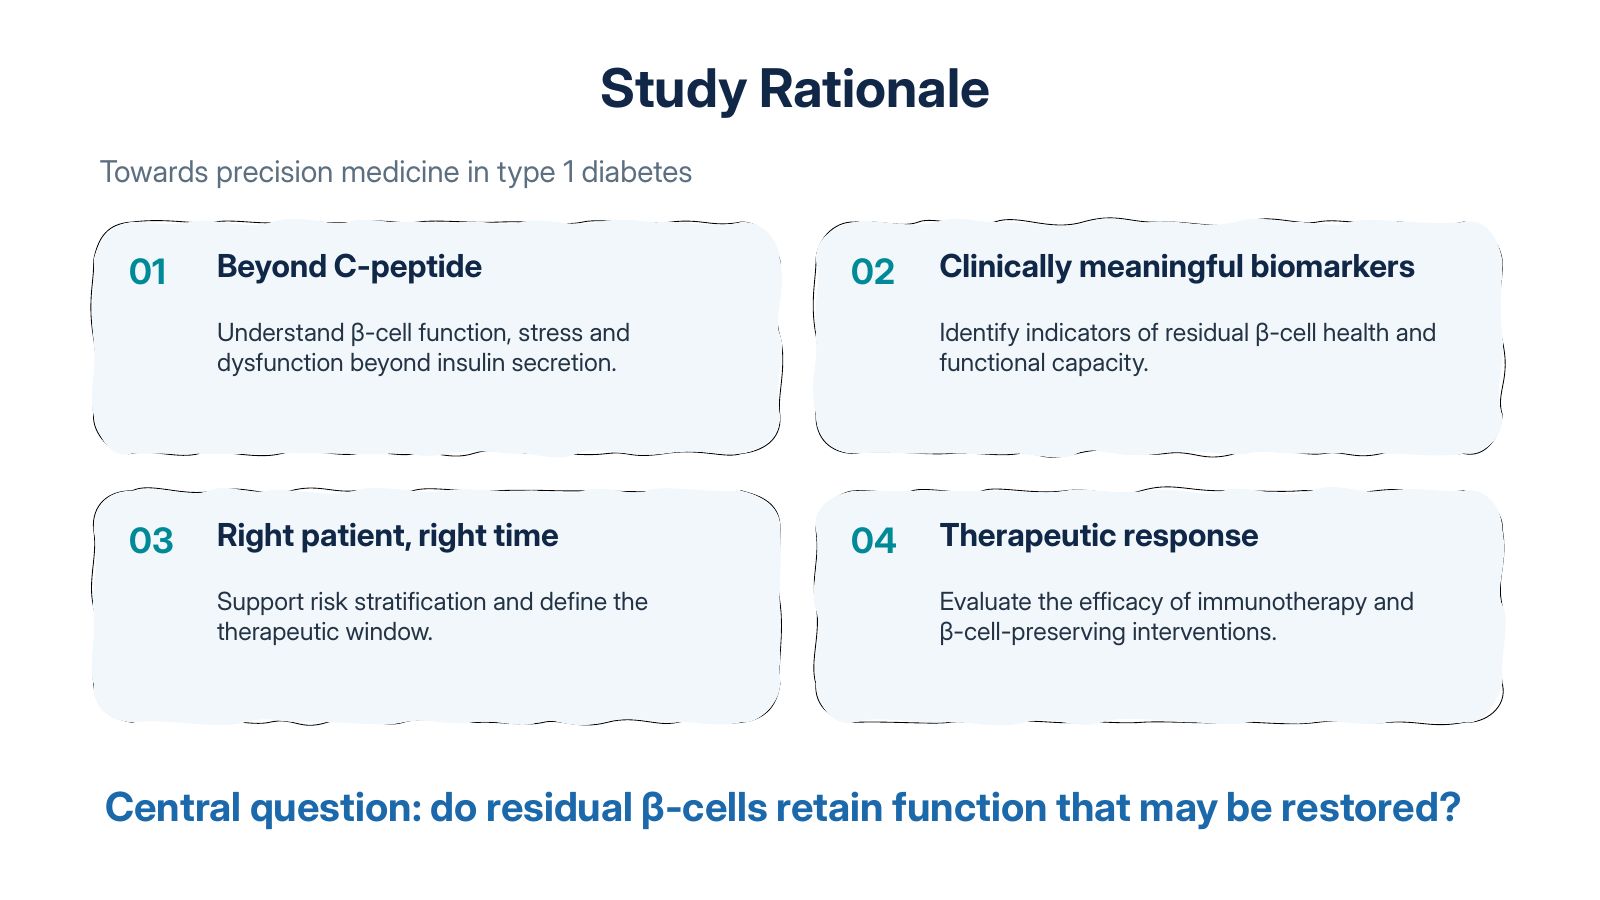 Study Rationale
Towards precision medicine in type 1 diabetes
01
Beyond C-peptide
Understand β-cell function, stress and
dysfunction beyond insulin secretion.
02
Clinically meaningful biomarkers
Identify indicators of residual β-cell health and
functional capacity.
03
Right patient, right time
Support risk stratification and define the
therapeutic window.
04
Therapeutic response
Evaluate the efficacy of immunotherapy and
β-cell-preserving interventions.
Central question: do residual β-cells retain function that may be restored?